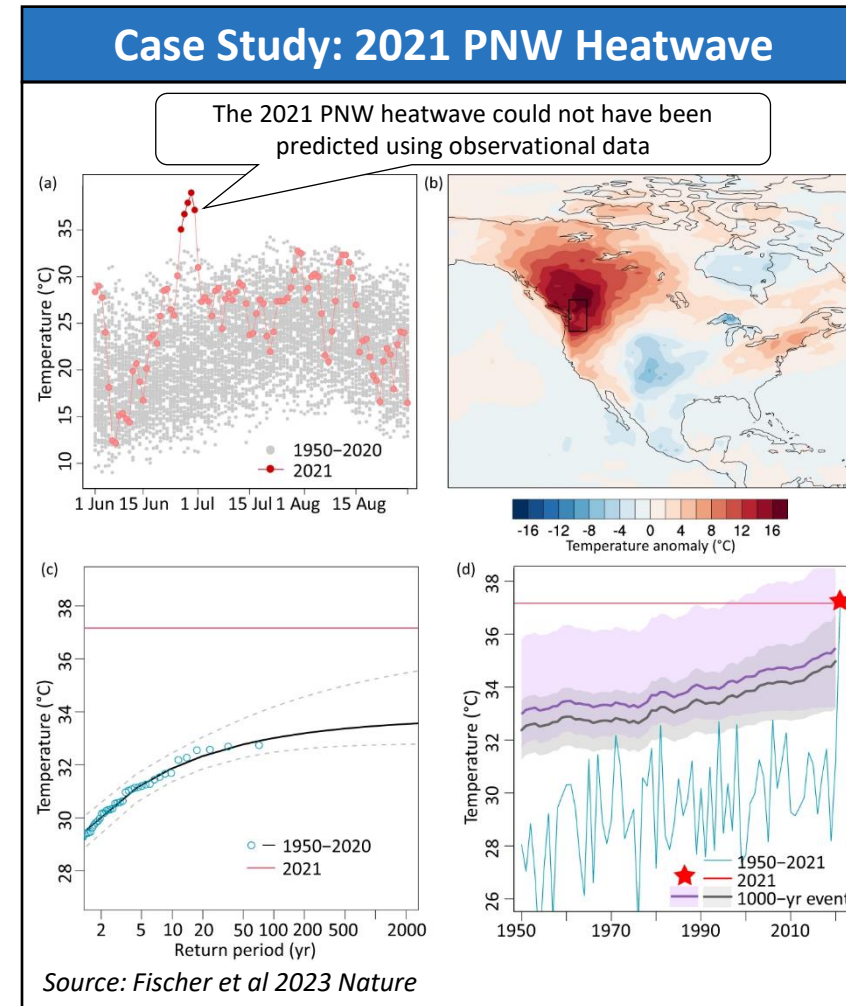 Case Study: 2021 PNW Heatwave
The 2021 PNW heatwave could not have been
predicted using observational data
(a)
Temperature (°C)
35
30
25
20
15
10
1950−2020
2021
1 Jun 15 Jun 1 Jul 15 Jul 1 Aug 15 Aug
(b)
-16 -12 -8 -4 0 4 8 12 16
Temperature anomaly (°C)
(c)
Temperature (°C)
38
36
34
32
30
28
1950−2020
2021
2 5 10 20 50 100 200 500 2000
Return period (yr)
(d)
Temperature (°C)
38
36
34
32
30
28
26
1950−2021
2021
1000−yr event
1950 1970 1990 2010
Source: Fischer et al 2023 Nature